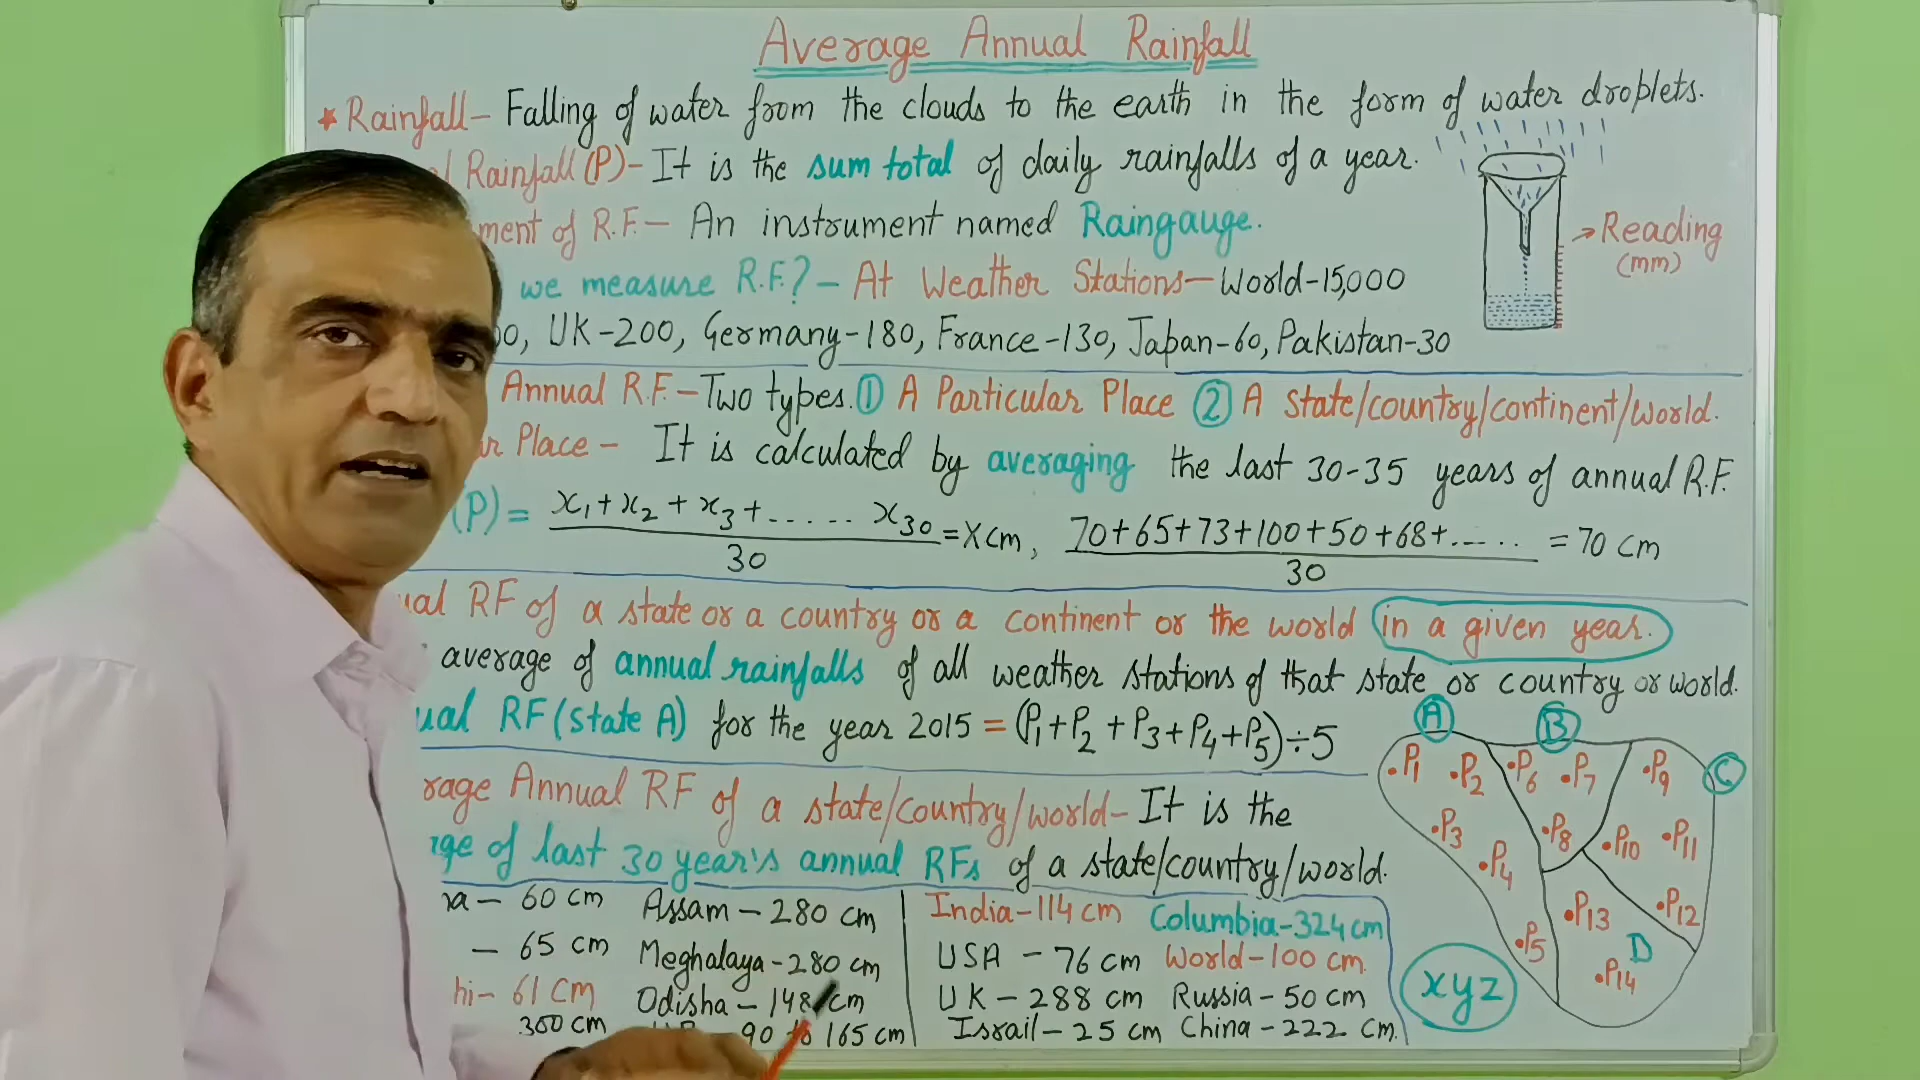 Average Annual Rainfall
★ Rainfall- Falling of water from the clouds to the earth in the form of water droplets.
Rainfall (P)- It is the sum total of daily rainfalls of a year.
ment of R.F.- An instrument named Raingauge.
→ Reading
(mm)
we measure R.F.? - At Weather Stations- World-15,000
UK-200, Germany-180, France-130, Japan-60, Pakistan-30
Annual R.F.- Two types. ① A Particular Place ② A state/country/continent/world.
Place - It is calculated by averaging the last 30-35 years of annual R.F.
(P) = x₁+x₂+x₃+...... x₃₀ = X cm, 70+65+73+100+50+68+...... = 70 cm
30 30
ual RF of a state or a country or a continent or the world in a given year.
average of annual rainfalls of all weather stations of that state or country or world.
ual RF (state A) for the year 2015 = (P₁+P₂+P₃+P₄+P₅)÷5
rage Annual RF of a state/country/world- It is the
ge of last 30 year's annual RFs of a state/country/world.
A B C
P₁ P₂ P₆ P₇ P₉
P₃ P₈ P₁₀ P₁₁
P₄ P₁₃ P₁₂
P₅ D P₁₄
xyz
60 cm Assam - 280 cm India-114 cm Columbia-324 cm
- 65 cm Meghalaya-280 cm USA - 76 cm World-100 cm.
hi- 61 Cm Odisha - 148 cm UK - 288 cm Russia - 50 cm
300 cm 90 to 165 cm Israil - 25 cm China - 222 cm.